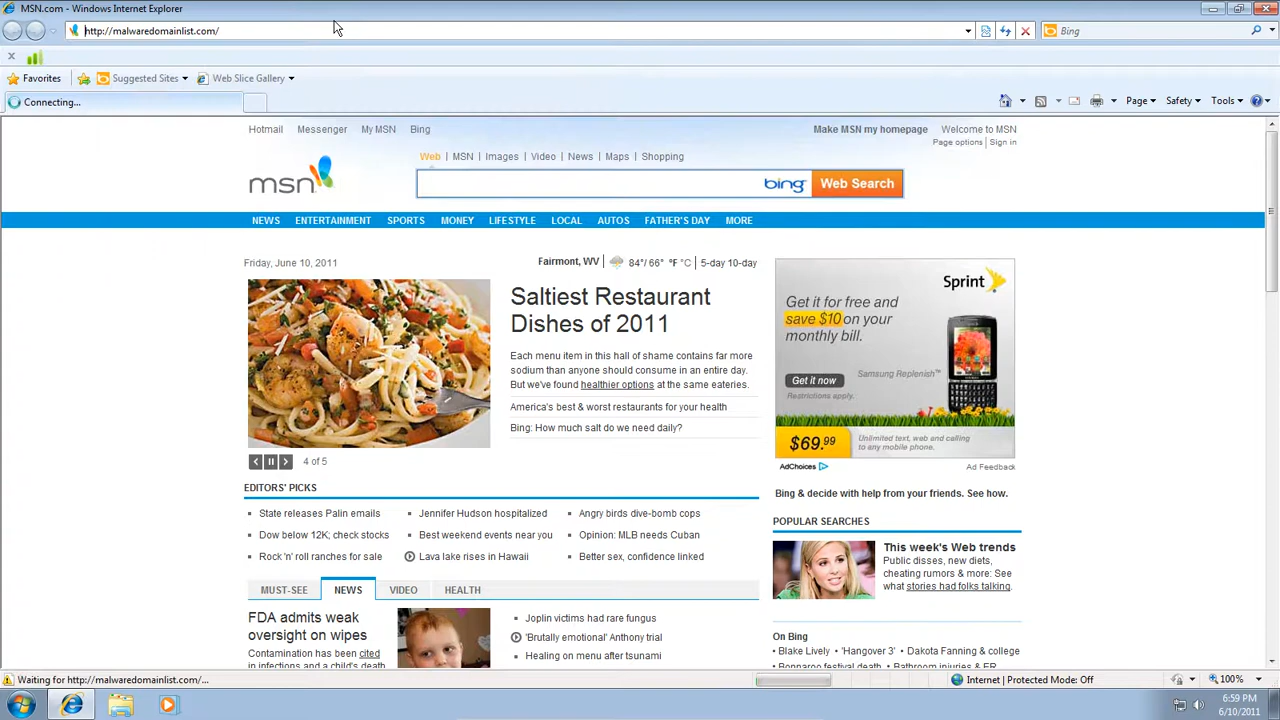 MSN.com - Windows Internet Explorer
http://malwaredomainlist.com/
Bing
Favorites
Suggested Sites
Web Slice Gallery
Connecting...
Page
Safety
Tools
Hotmail Messenger My MSN Bing
Make MSN my homepage
Welcome to MSN
Page options | Sign in
Web | MSN | Images | Video | News | Maps | Shopping
msn
bing
Web Search
NEWS ENTERTAINMENT SPORTS MONEY LIFESTYLE LOCAL AUTOS FATHER'S DAY MORE
Friday, June 10, 2011
Fairmont, WV | 84°/ 66° °F °C | 5-day 10-day
Saltiest Restaurant
Dishes of 2011
Each menu item in this hall of shame contains far more
sodium than anyone should consume in an entire day.
But we've found healthier options at the same eateries.
America's best & worst restaurants for your health
Bing: How much salt do we need daily?
4 of 5
Sprint
Get it for free and
save $10 on your
monthly bill.
Get it now
Samsung Replenish™
Restrictions apply.
$69.99
Unlimited text, web and calling
to any mobile phone.
AdChoices
Ad Feedback
Bing & decide with help from your friends. See how.
EDITORS' PICKS
State releases Palin emails
Jennifer Hudson hospitalized
Angry birds dive-bomb cops
Dow below 12K; check stocks
Best weekend events near you
Opinion: MLB needs Cuban
Rock 'n' roll ranches for sale
Lava lake rises in Hawaii
Better sex, confidence linked
POPULAR SEARCHES
This week's Web trends
Public disses, new diets,
cheating rumors & more: See
what stories had folks talking.
MUST-SEE NEWS VIDEO HEALTH
FDA admits weak
oversight on wipes
Contamination has been cited
in infections and a child's death
Joplin victims had rare fungus
'Brutally emotional' Anthony trial
Healing on menu after tsunami
On Bing
Blake Lively • 'Hangover 3' • Dakota Fanning & college
Bonnaroo festival death • Bathroom injuries & ER
Waiting for http://malwaredomainlist.com/...
Internet | Protected Mode: Off
100%
6:59 PM
6/10/2011